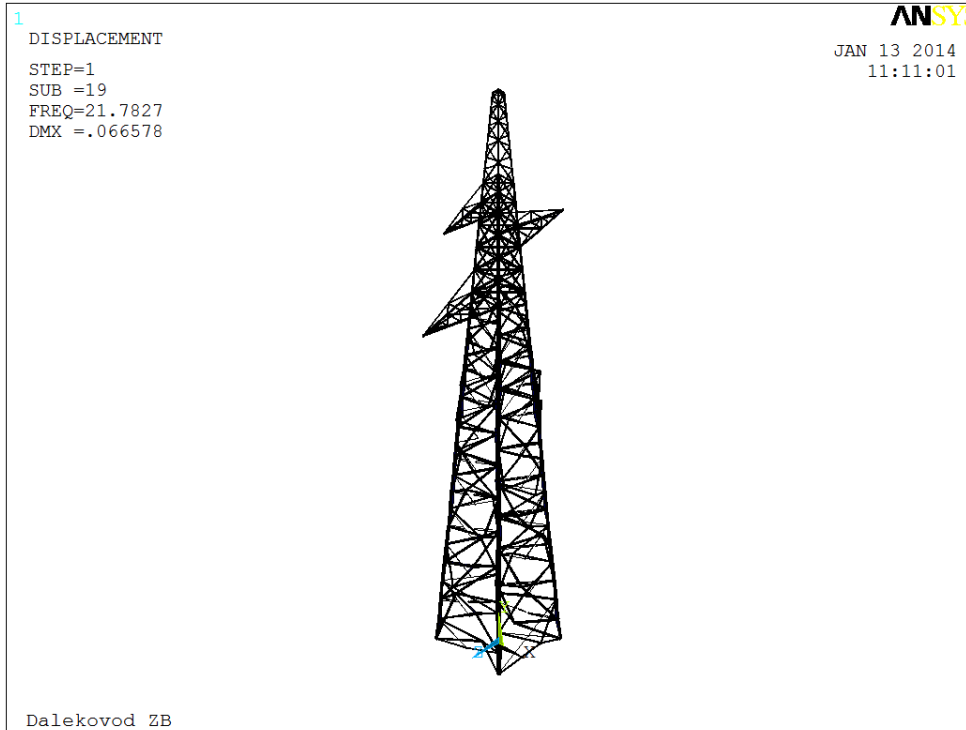 1
DISPLACEMENT
STEP=1
SUB =19
FREQ=21.7827
DMX =.066578
ANSYS
JAN 13 2014
11:11:01
Z X
Dalekovod ZB